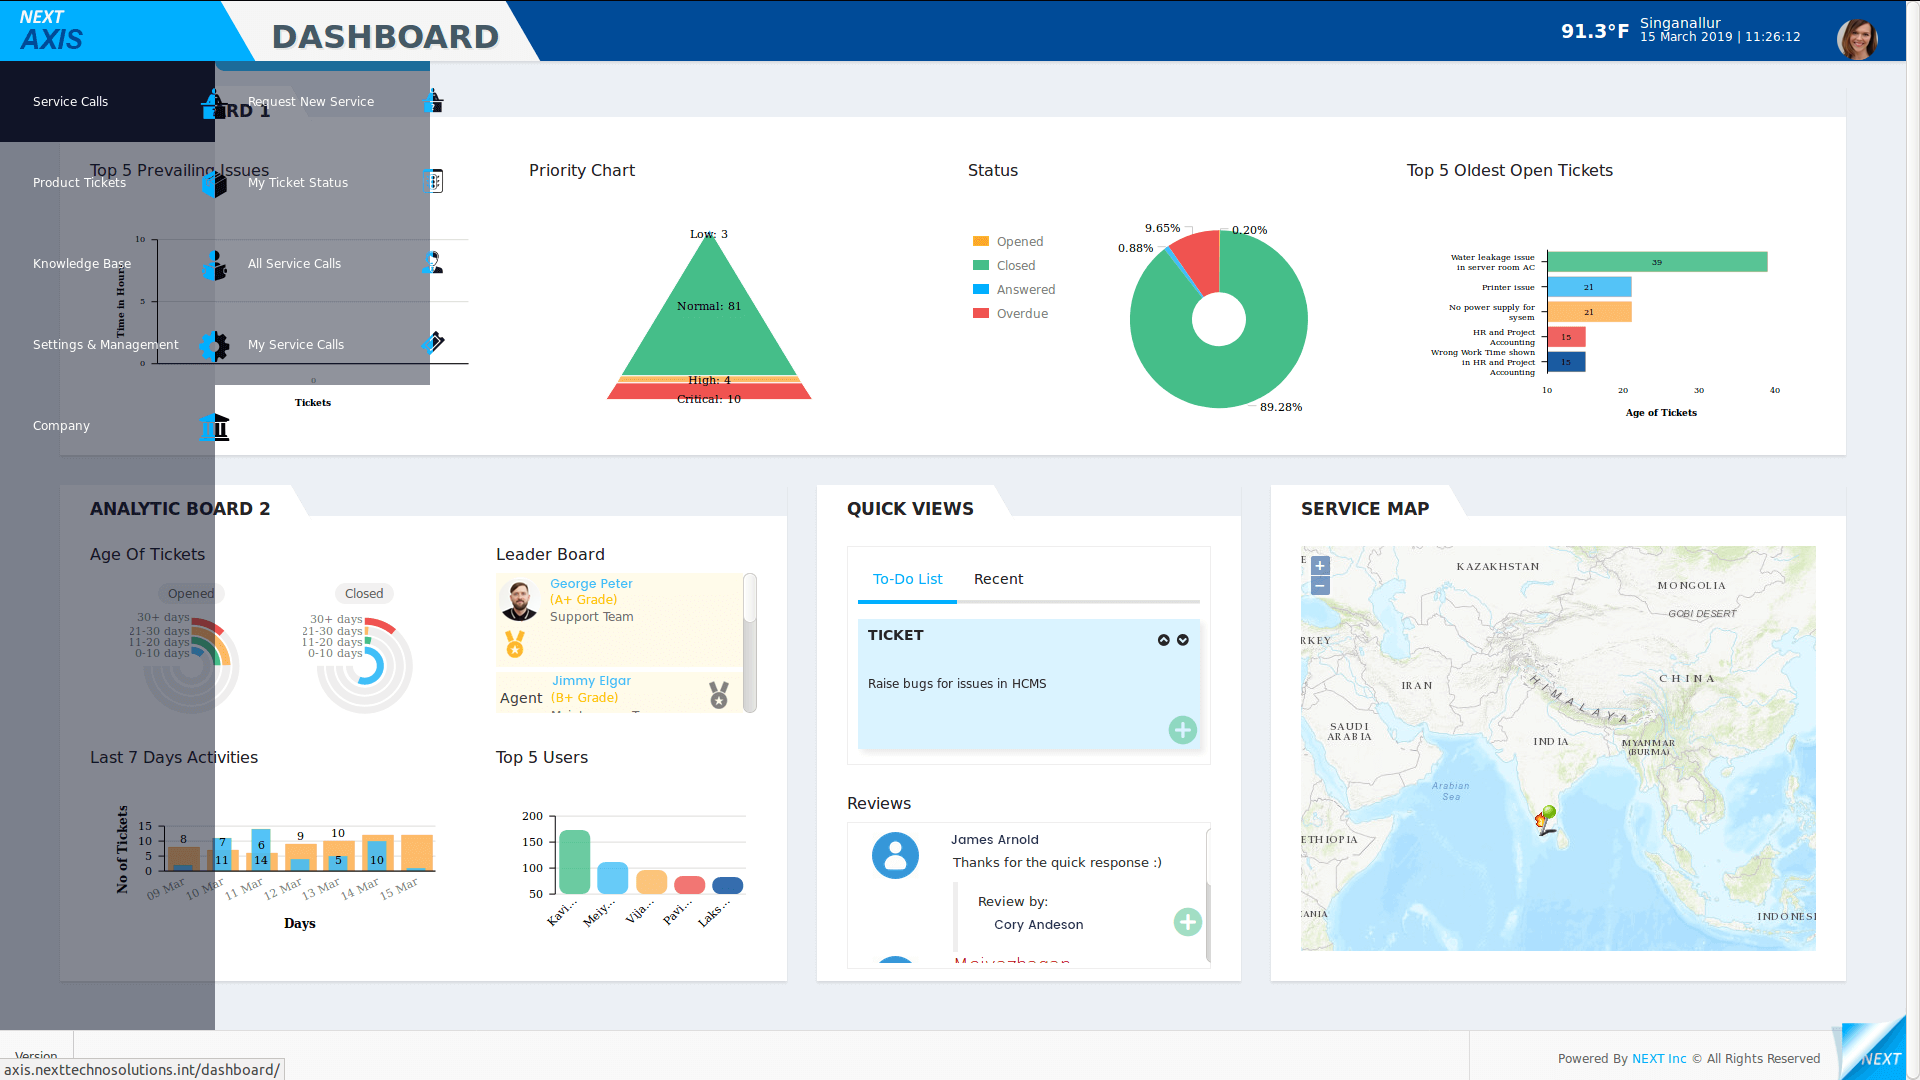 NEXT
AXIS
DASHBOARD
91.3°F
Singanallur
15 March 2019 | 11:26:12
Service Calls
Product Tickets
Knowledge Base
Settings & Management
Company
Request New Service
My Ticket Status
All Service Calls
My Service Calls
RD 1
Top 5 Prevailing Issues
10
5
0
Time in Hours
0
Tickets
Priority Chart
Low: 3
Normal: 81
High: 4
Critical: 10
Status
Opened
Closed
Answered
Overdue
9.65%
0.20%
0.88%
89.28%
Top 5 Oldest Open Tickets
Water leakage issue
in server room AC
39
Printer issue
21
No power supply for
sysem
21
HR and Project
Accounting
15
Wrong Work Time shown
in HR and Project
Accounting
15
10 20 30 40
Age of Tickets
ANALYTIC BOARD 2
Age Of Tickets
Opened
30+ days
21-30 days
11-20 days
0-10 days
Closed
30+ days
21-30 days
11-20 days
0-10 days
Leader Board
George Peter
(A+ Grade)
Support Team
Agent
Jimmy Elgar
(B+ Grade)
Last 7 Days Activities
No of Tickets
15
10
5
0
8 7 6 9 10
11 14 5 10
09 Mar 10 Mar 11 Mar 12 Mar 13 Mar 14 Mar 15 Mar
Days
Top 5 Users
200
150
100
50
Kavi... Meiy... Vija... Pavi... Laks...
QUICK VIEWS
To-Do List
Recent
TICKET
Raise bugs for issues in HCMS
Reviews
James Arnold
Thanks for the quick response :)
Review by:
Cory Andeson
Meiyazhagan
SERVICE MAP
+
−
KAZAKHSTAN
MONGOLIA
GOBI DESERT
RKEY
IRAN
CHINA
HIMALAYA
SAUDI
ARABIA
INDIA
MYANMAR
(BURMA)
Arabian
Sea
ETHIOPIA
ANIA
INDONESI
Version
axis.nexttechnosolutions.int/dashboard/
Powered By NEXT Inc © All Rights Reserved
NEXT